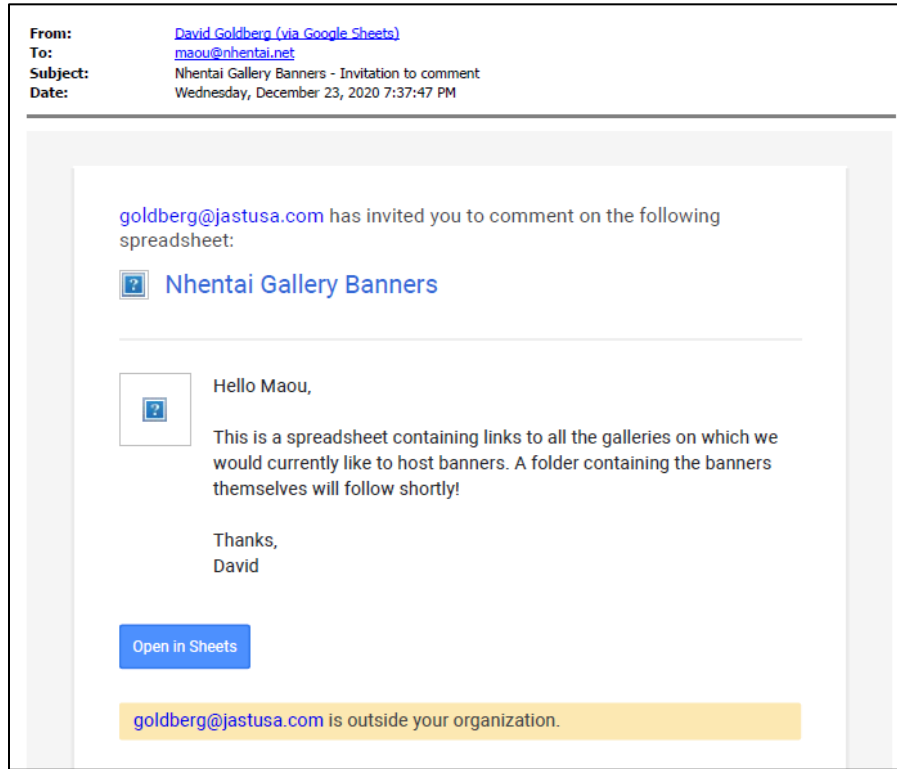 From: David Goldberg (via Google Sheets)
To: maou@nhentai.net
Subject: Nhentai Gallery Banners - Invitation to comment
Date: Wednesday, December 23, 2020 7:37:47 PM
goldberg@jastusa.com has invited you to comment on the following
spreadsheet:
Nhentai Gallery Banners
Hello Maou,
This is a spreadsheet containing links to all the galleries on which we
would currently like to host banners. A folder containing the banners
themselves will follow shortly!
Thanks,
David
Open in Sheets
goldberg@jastusa.com is outside your organization.